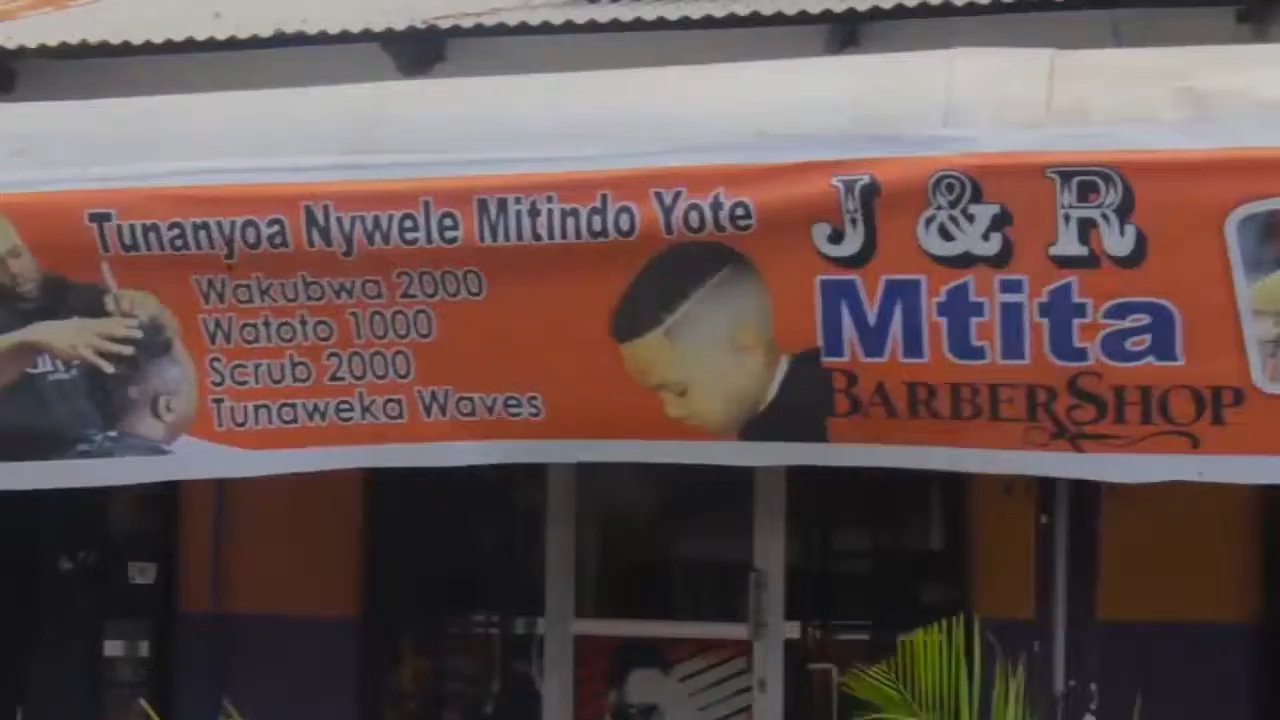 Tunanyoa Nywele Mitindo Yote
Wakubwa 2000
Watoto 1000
Scrub 2000
Tunaweka Waves
J & R
Mtita
BARBERSHOP